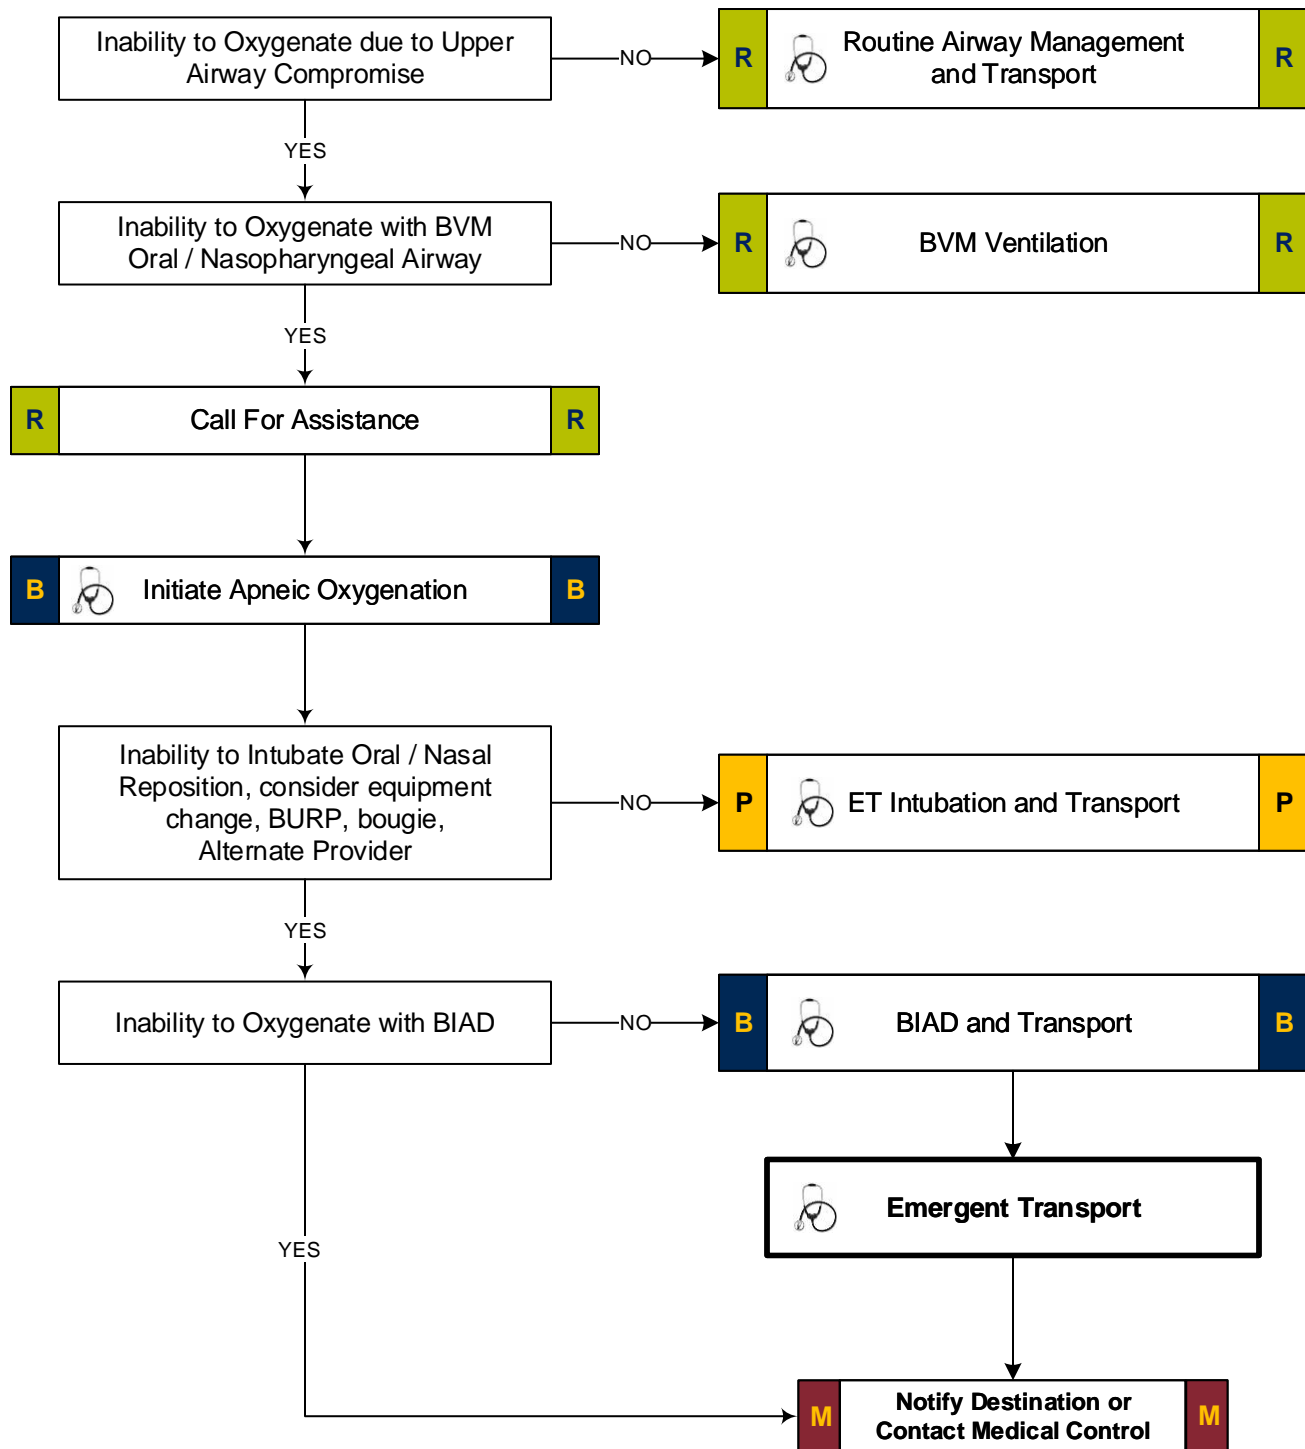 Inability to Oxygenate due to Upper
Airway Compromise
NO
R
Routine Airway Management
and Transport
R
YES
Inability to Oxygenate with BVM
Oral / Nasopharyngeal Airway
NO
R
BVM Ventilation
R
YES
R
Call For Assistance
R
B
Initiate Apneic Oxygenation
B
Inability to Intubate Oral / Nasal
Reposition, consider equipment
change, BURP, bougie,
Alternate Provider
NO
P
ET Intubation and Transport
P
YES
Inability to Oxygenate with BIAD
NO
B
BIAD and Transport
B
Emergent Transport
YES
M
Notify Destination or
Contact Medical Control
M